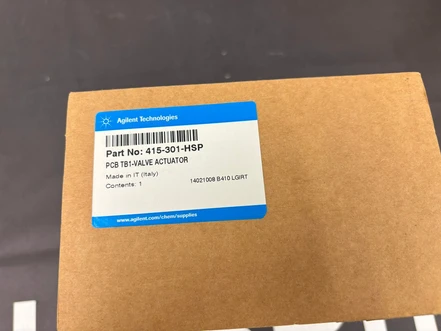 Agilent Technologies
Part No: 415-301-HSP
PCB TB1-VALVE ACTUATOR
Made in IT (Italy)
Contents: 1
14021008 B410 LGIRT
www.agilent.com/chem/supplies